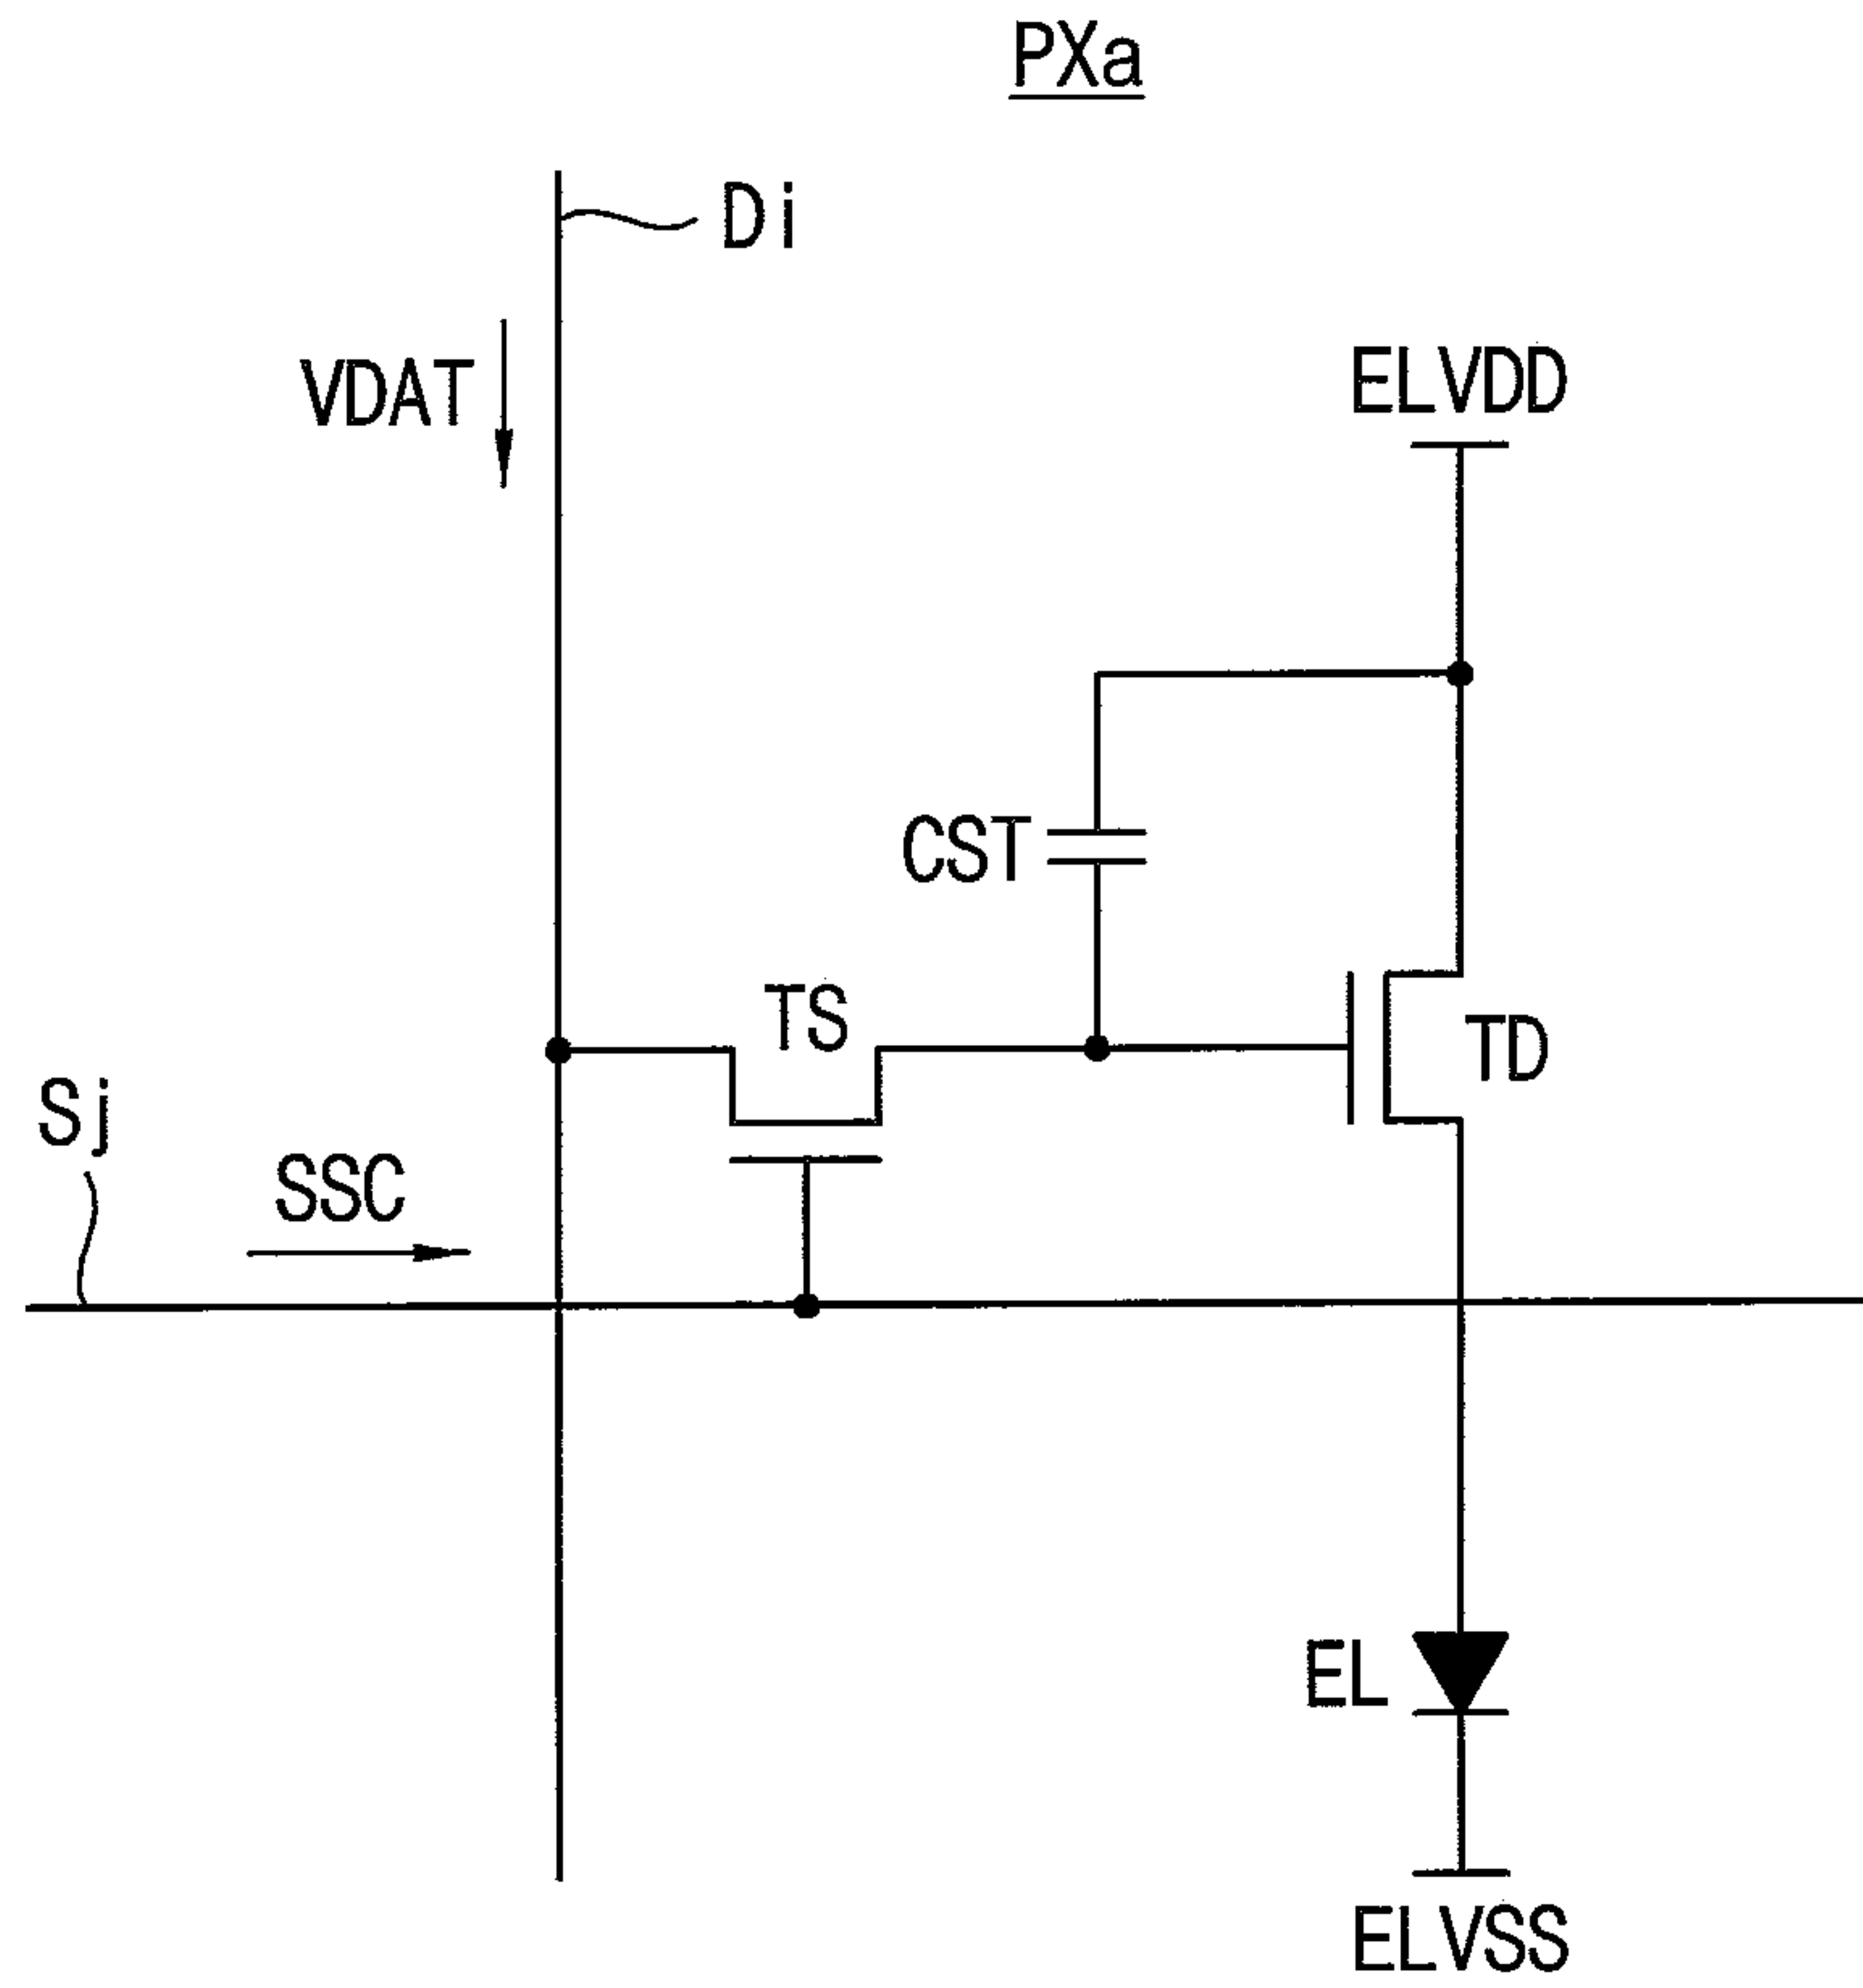 PXa
Di
VDAT
ELVDD
CST
TS
TD
Sj
SSC
EL
ELVSS